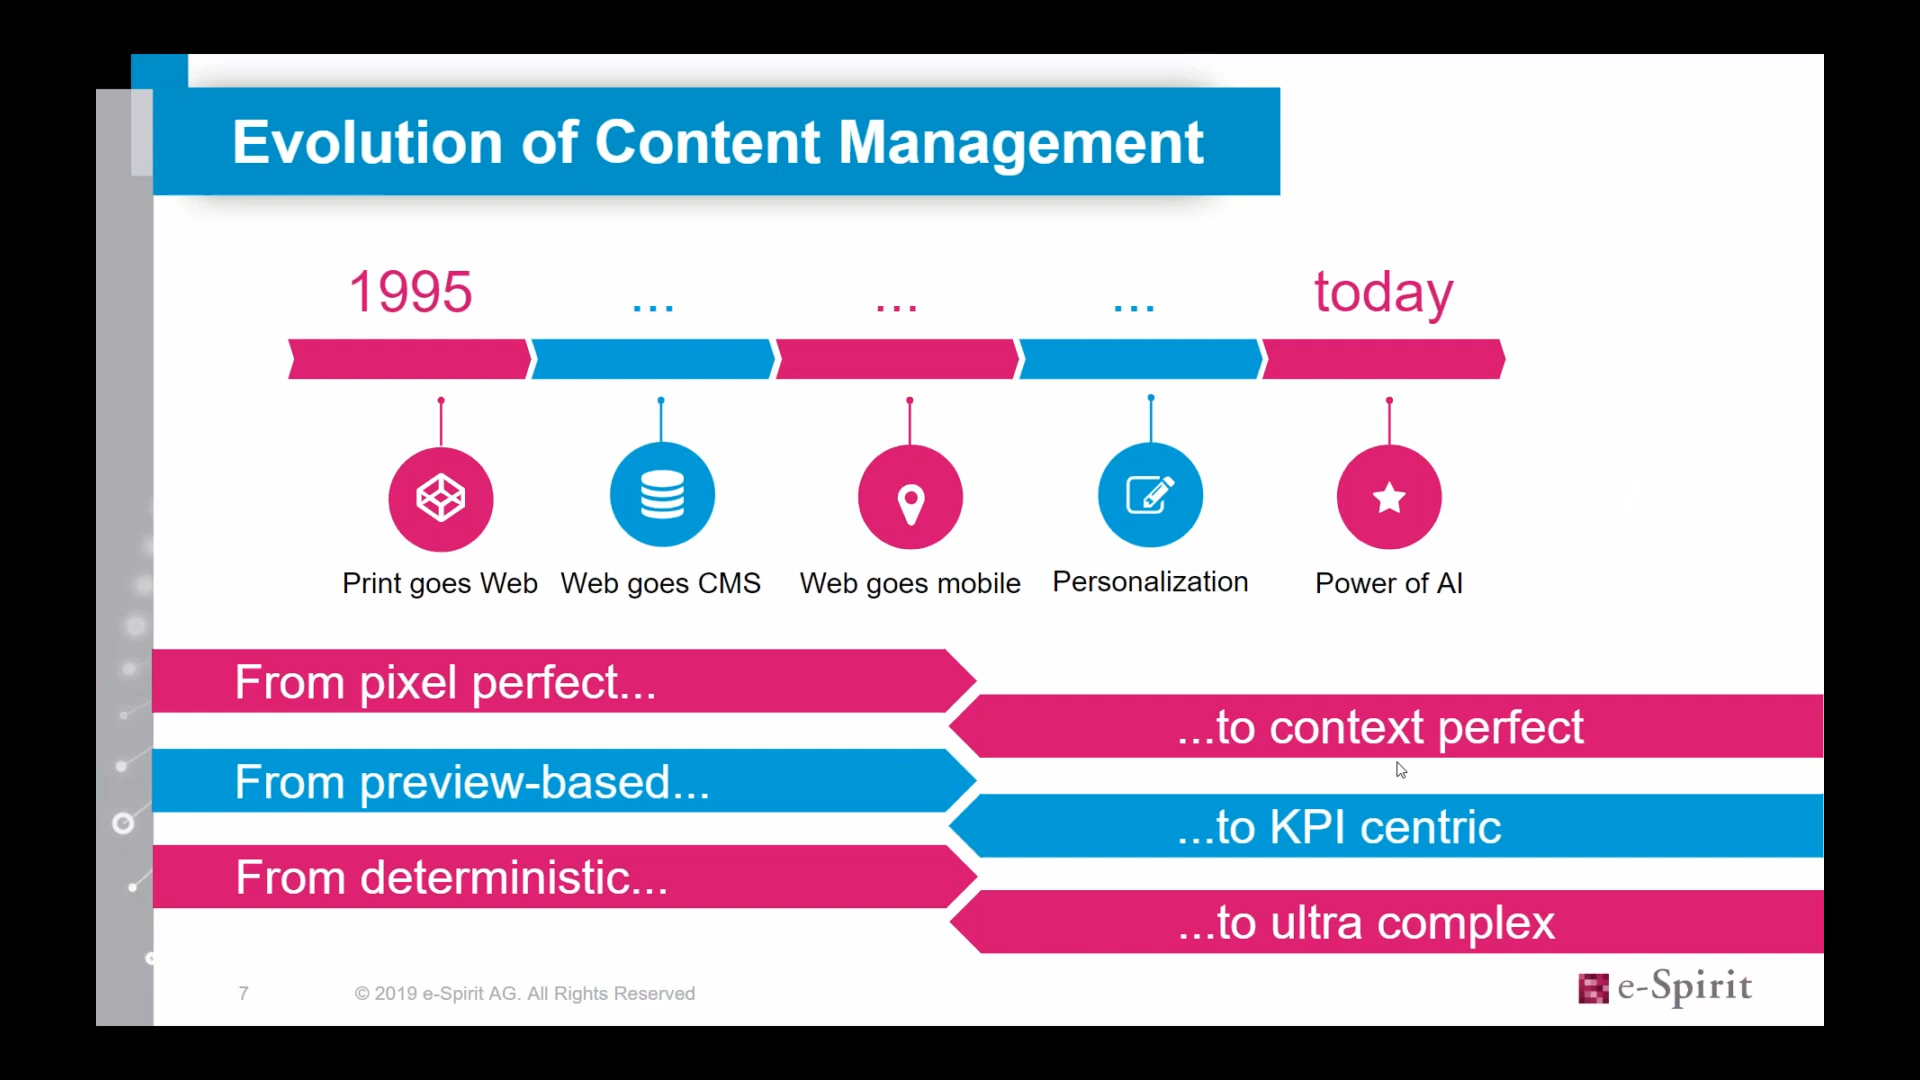 Evolution of Content Management
1995 ... ... ... today
Print goes Web Web goes CMS Web goes mobile Personalization Power of AI
From pixel perfect...
...to context perfect
From preview-based...
...to KPI centric
From deterministic...
...to ultra complex
7 © 2019 e-Spirit AG. All Rights Reserved
e-Spirit